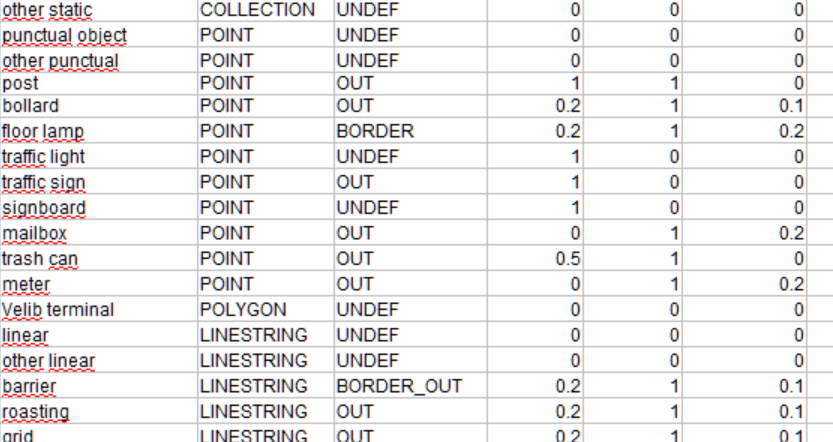 other static COLLECTION UNDEF 0 0 0
punctual object POINT UNDEF 0 0 0
other punctual POINT UNDEF 0 0 0
post POINT OUT 1 1 0
bollard POINT OUT 0.2 1 0.1
floor lamp POINT BORDER 0.2 1 0.2
traffic light POINT UNDEF 1 0 0
traffic sign POINT OUT 1 0 0
signboard POINT UNDEF 1 0 0
mailbox POINT OUT 0 1 0.2
trash can POINT OUT 0.5 1 0
meter POINT OUT 0 1 0.2
Velib terminal POLYGON UNDEF 0 0 0
linear LINESTRING UNDEF 0 0 0
other linear LINESTRING UNDEF 0 0 0
barrier LINESTRING BORDER_OUT 0.2 1 0.1
roasting LINESTRING OUT 0.2 1 0.1
grid LINESTRING OUT 0.2 1 0.1